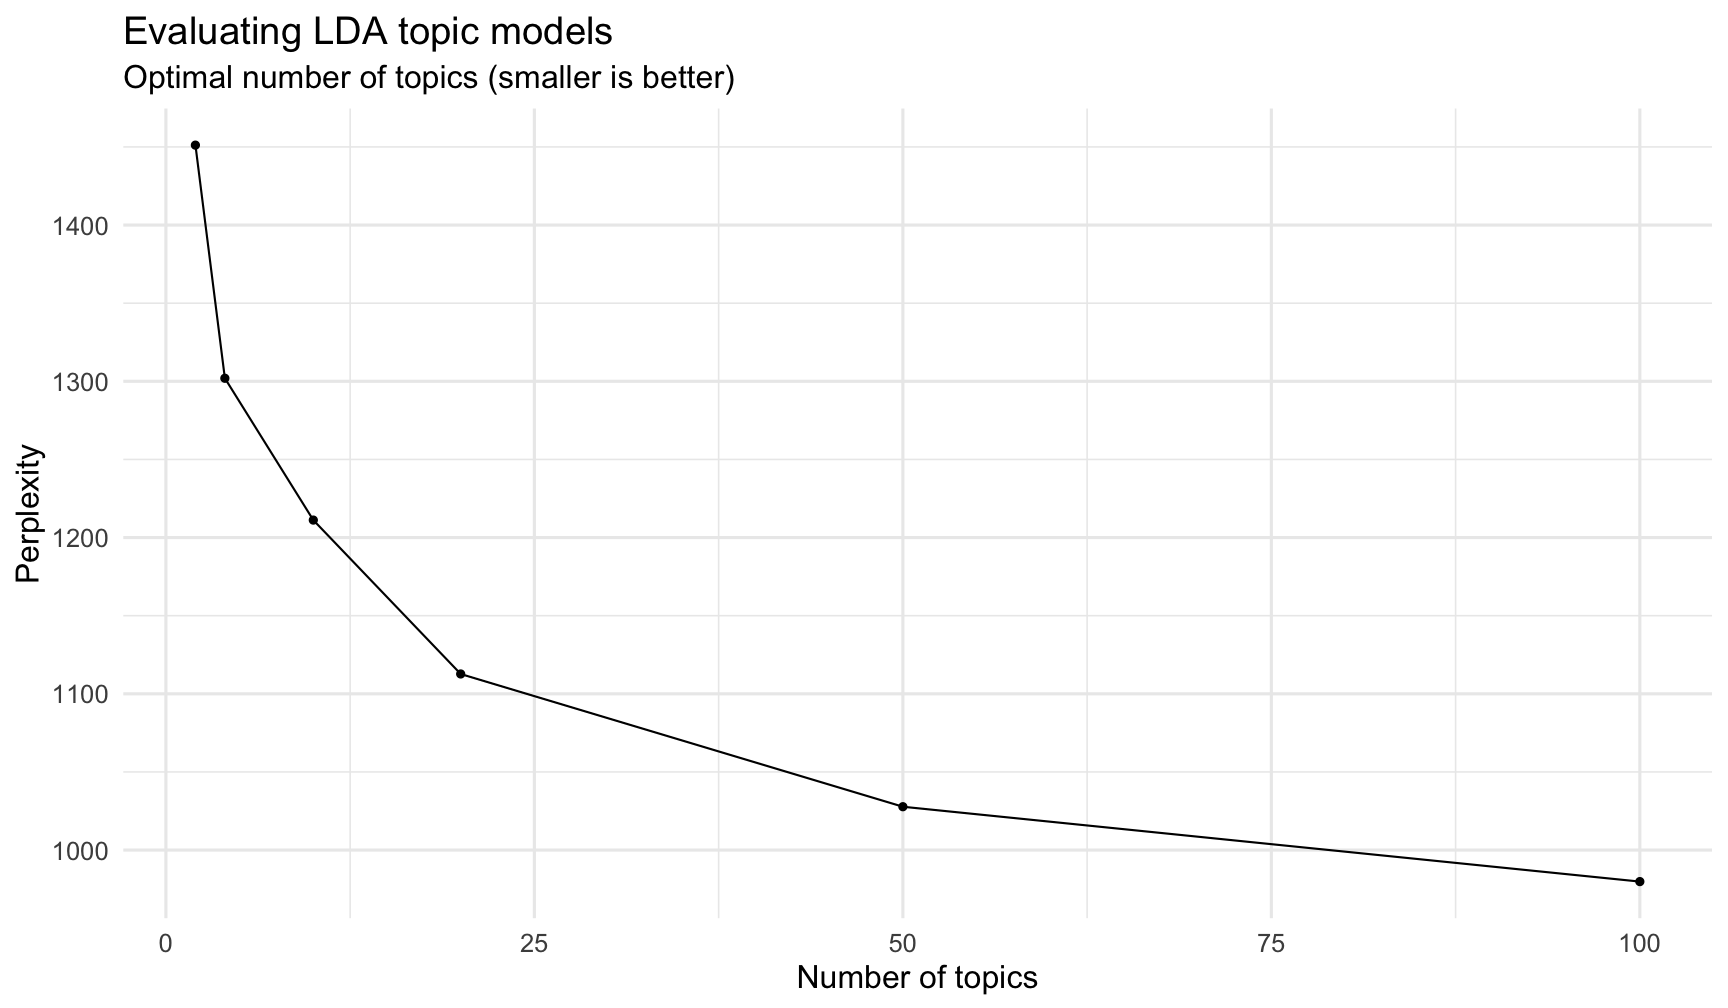 Evaluating LDA topic models
Optimal number of topics (smaller is better)
Perplexity
1400
1300
1200
1100
1000
0 25 50 75 100
Number of topics